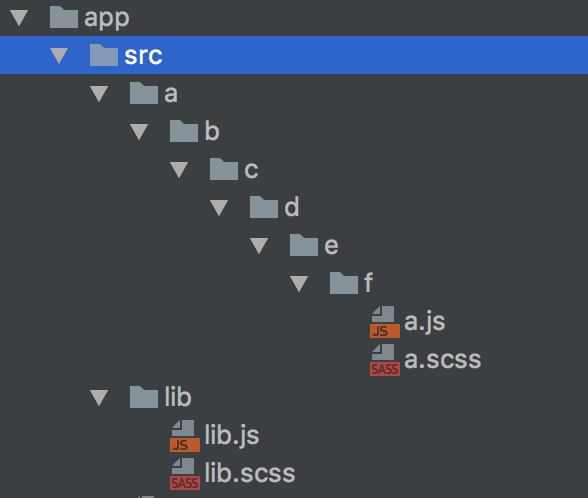 app
src
a
b
c
d
e
f
JS a.js
SASS a.scss
lib
JS lib.js
SASS lib.scss